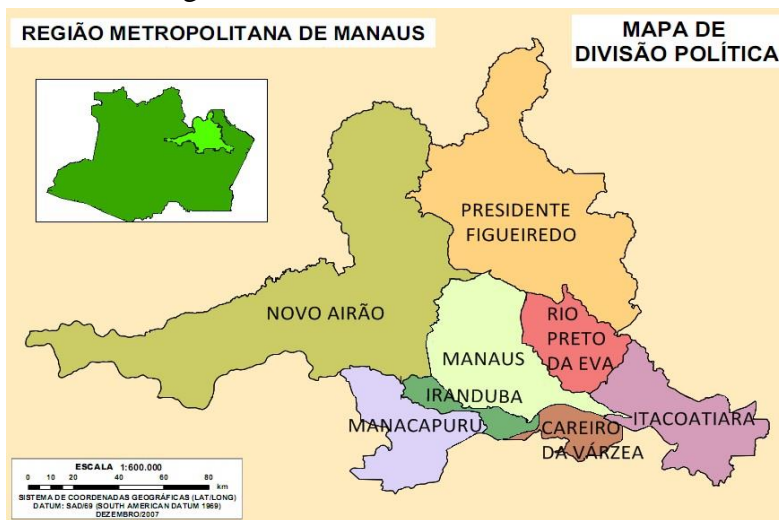 REGIÃO METROPOLITANA DE MANAUS
MAPA DE
DIVISÃO POLÍTICA
PRESIDENTE
FIGUEIREDO
NOVO AIRÃO
RIO
PRETO
DA EVA
MANAUS
IRANDUBA
MANACAPURU
CAREIRO
DA VÁRZEA
ITACOATIARA
ESCALA 1:600.000
0 10 20 40 60 80
km
SISTEMA DE COORDENADAS GEOGRÁFICAS (LAT/LONG)
DATUM: SAD/69 (SOUTH AMERICAN DATUM 1969)
DEZEMBRO/2007